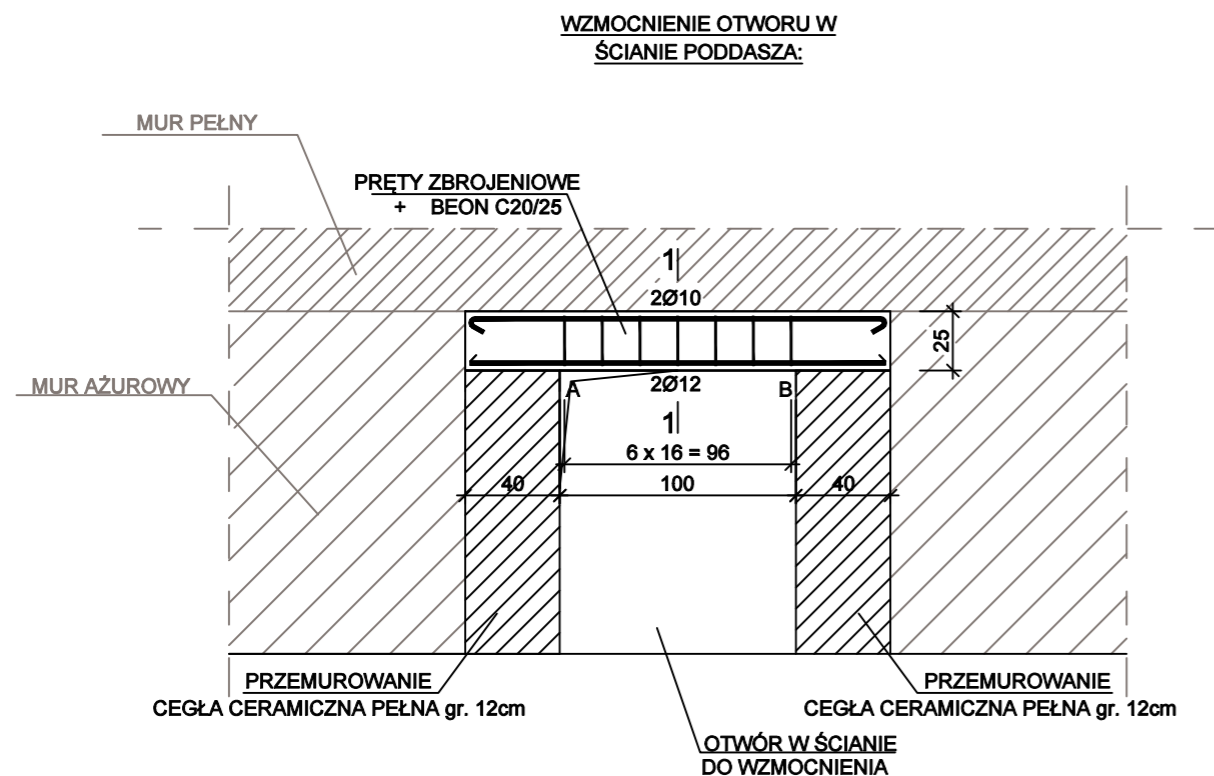 WZMOCNIENIE OTWORU W
ŚCIANIE PODDASZA:
MUR PEŁNY
PRĘTY ZBROJENIOWE
+ BEON C20/25
1
2Ø10
25
MUR AŻUROWY
A
2Ø12
B
1
6 x 16 = 96
40
100
40
PRZEMUROWANIE
CEGŁA CERAMICZNA PEŁNA gr. 12cm
PRZEMUROWANIE
CEGŁA CERAMICZNA PEŁNA gr. 12cm
OTWÓR W ŚCIANIE
DO WZMOCNIENIA